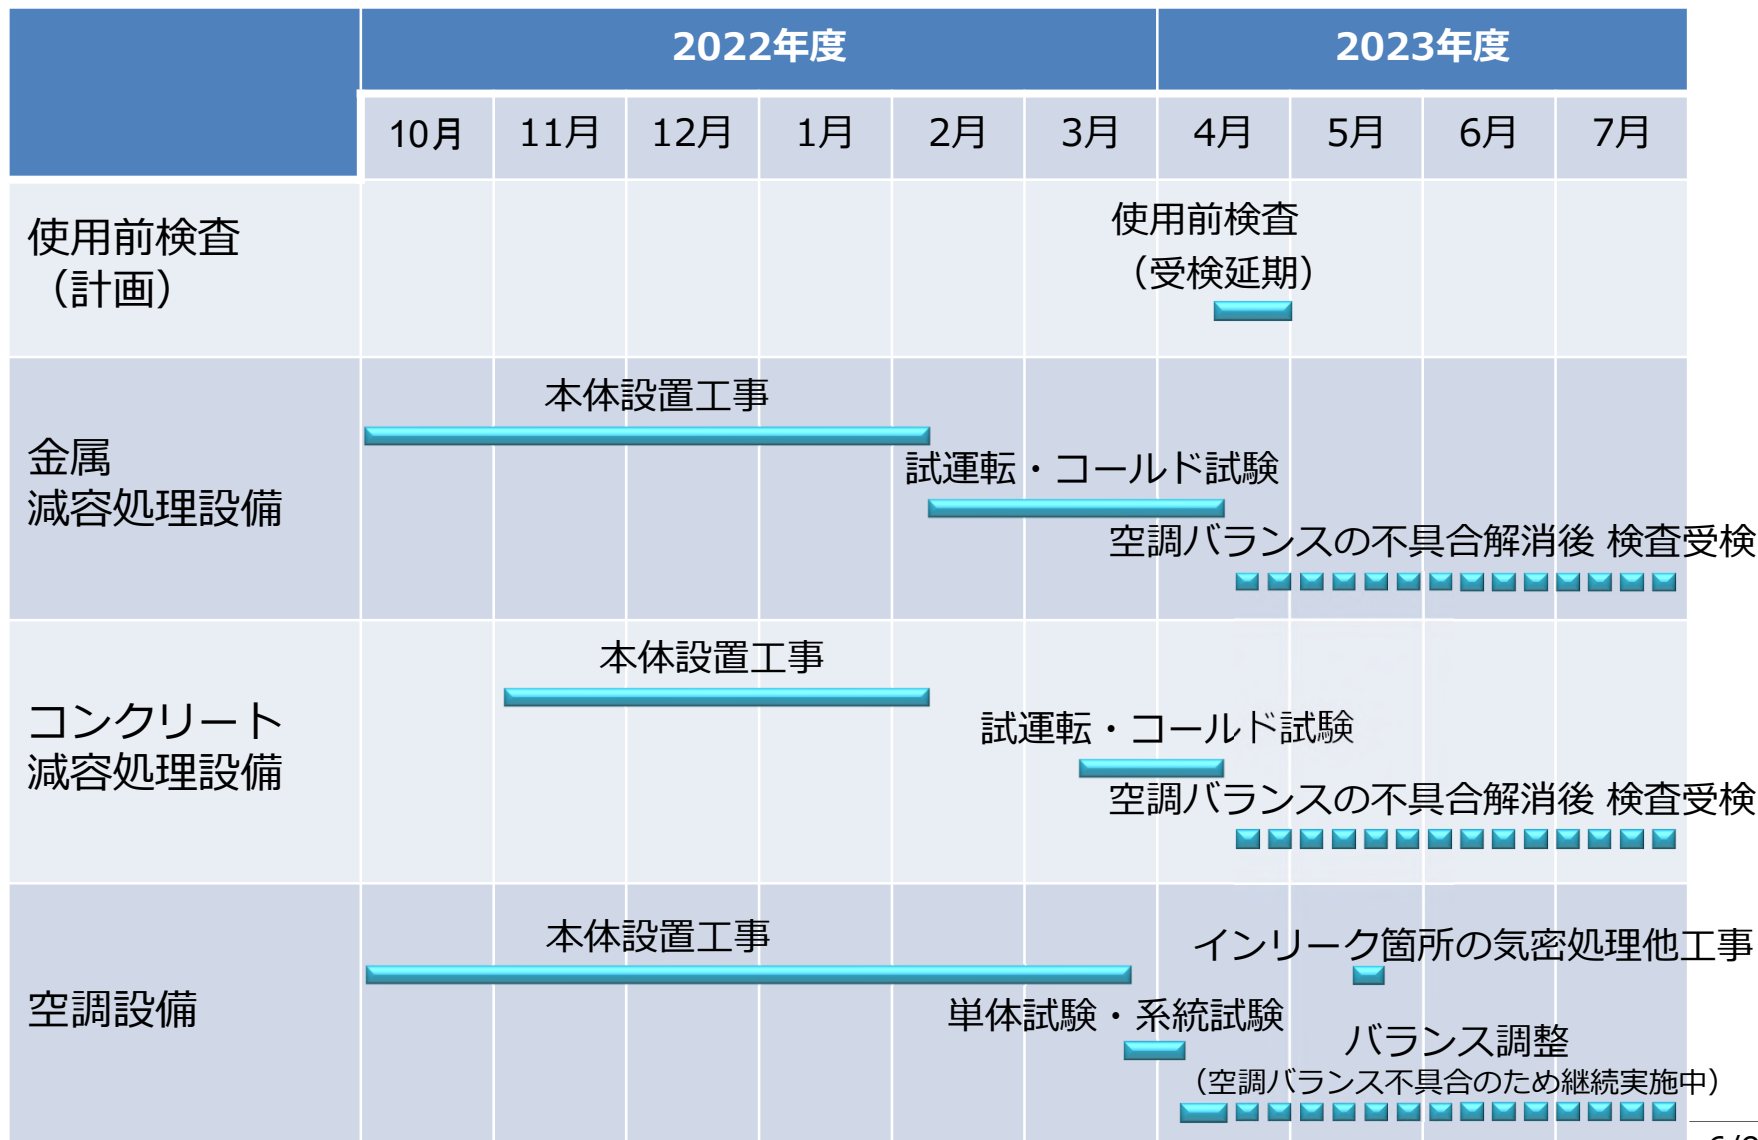 2022年度
2023年度
10月
11月
12月
1月
2月
3月
4月
5月
6月
7月
使用前検査
（計画）
使用前検査
（受検延期）
金属
減容処理設備
本体設置工事
試運転・コールド試験
空調バランスの不具合解消後 検査受検
コンクリート
減容処理設備
本体設置工事
試運転・コールド試験
空調バランスの不具合解消後 検査受検
空調設備
本体設置工事
インリーク箇所の気密処理他工事
単体試験・系統試験
バランス調整
（空調バランス不具合のため継続実施中）